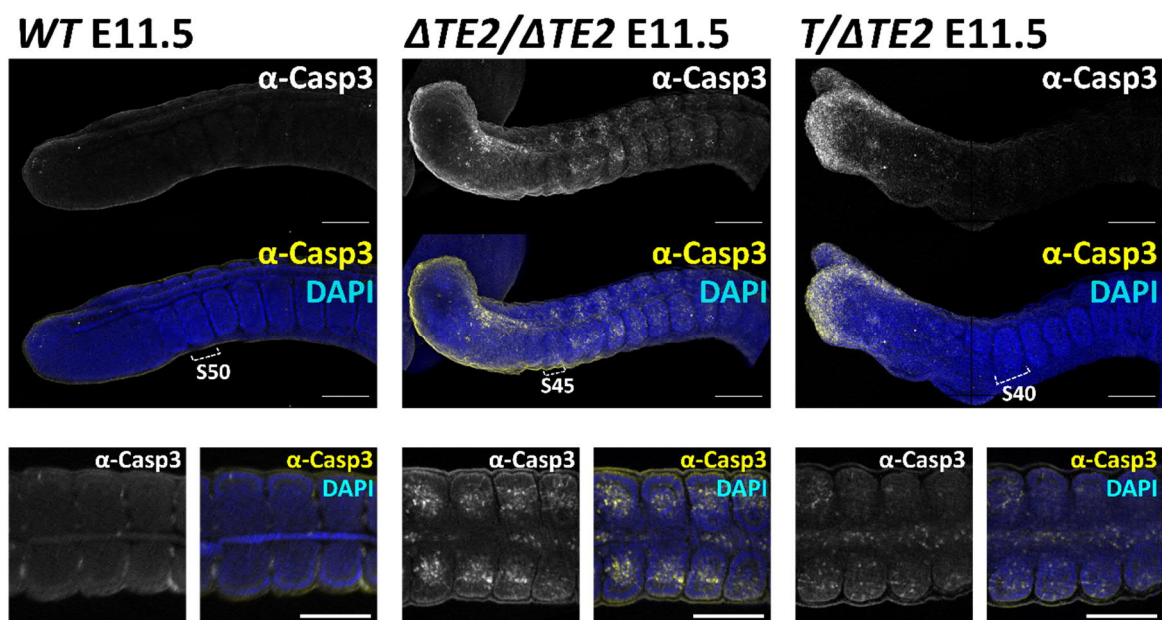 WT E11.5
ΔTE2/ΔTE2 E11.5
T/ΔTE2 E11.5
α-Casp3
α-Casp3
α-Casp3
α-Casp3
DAPI
S50
α-Casp3
DAPI
S45
α-Casp3
DAPI
S40
α-Casp3
α-Casp3
DAPI
α-Casp3
α-Casp3
DAPI
α-Casp3
α-Casp3
DAPI